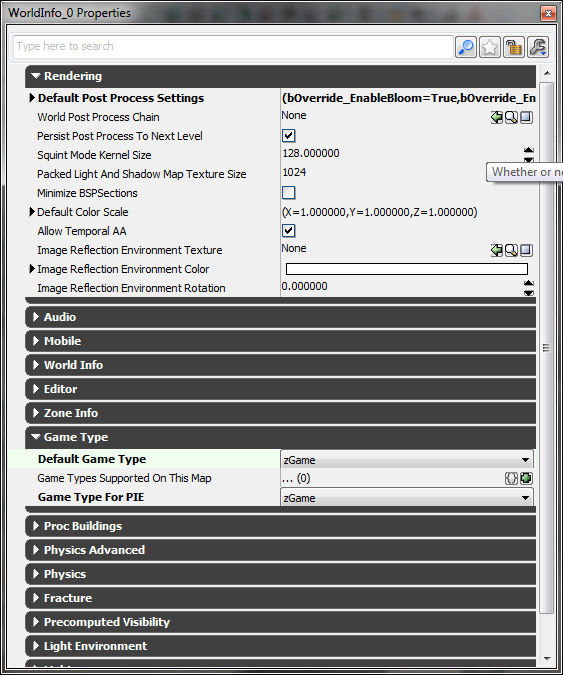 WorldInfo_0 Properties
Type here to search
Rendering
Default Post Process Settings (bOverride_EnableBloom=True,bOverride_En
World Post Process Chain None
Persist Post Process To Next Level
Squint Mode Kernel Size 128.000000
Packed Light And Shadow Map Texture Size 1024
Whether or n
Minimize BSPSections
Default Color Scale (X=1.000000,Y=1.000000,Z=1.000000)
Allow Temporal AA
Image Reflection Environment Texture None
Image Reflection Environment Color
Image Reflection Environment Rotation 0.000000
Audio
Mobile
World Info
Editor
Zone Info
Game Type
Default Game Type zGame
Game Types Supported On This Map ... (0)
Game Type For PIE zGame
Proc Buildings
Physics Advanced
Physics
Fracture
Precomputed Visibility
Light Environment